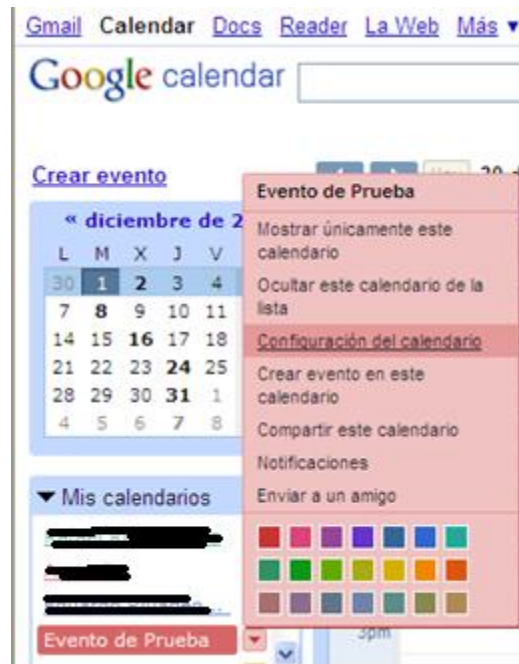 Gmail Calendar Docs Reader La Web Más ▼
Google calendar
Crear evento
« diciembre de 2
L M X J V
30 1 2 3 4
7 8 9 10 11
14 15 16 17 18
21 22 23 24 25
28 29 30 31 1
4 5 6 7 8
Evento de Prueba
Mostrar únicamente este
calendario
Ocultar este calendario de la
lista
Configuración del calendario
Crear evento en este
calendario
Compartir este calendario
Notificaciones
Enviar a un amigo
▼ Mis calendarios
Evento de Prueba
3pm